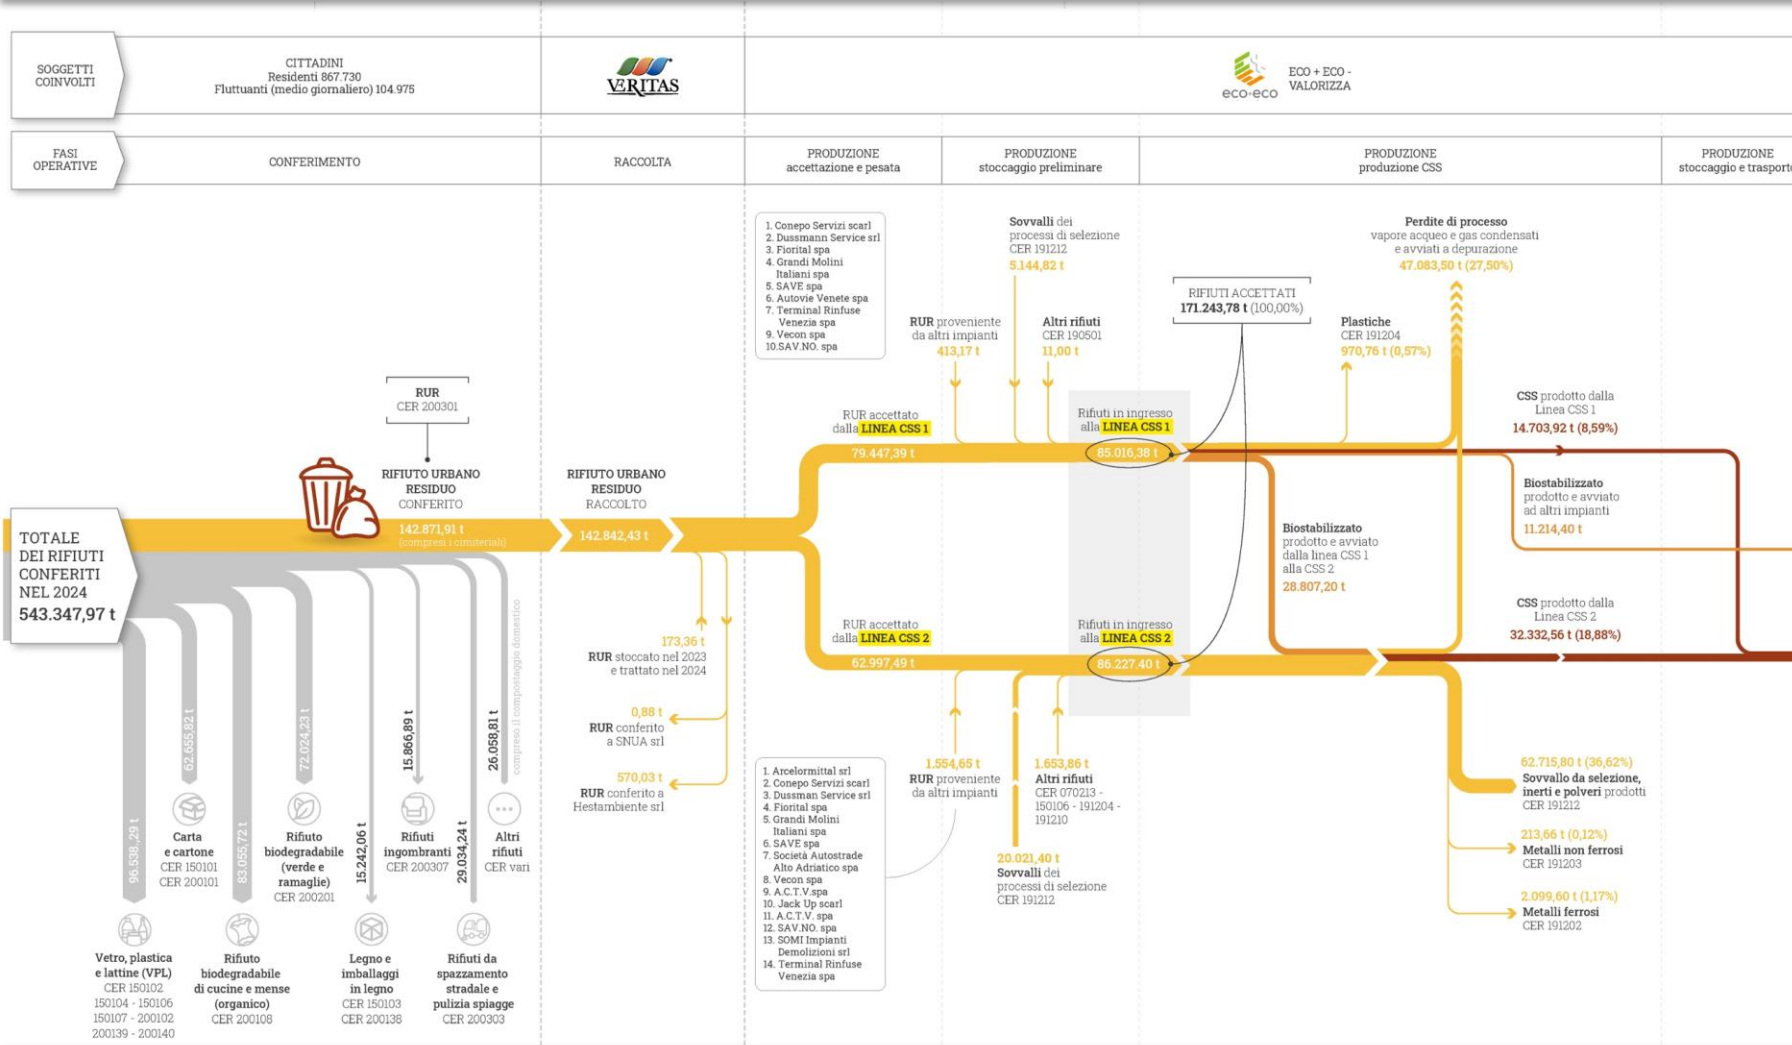 SOGGETTI
COINVOLTI
CITTADINI
Residenti 867.730
Fluttuanti (medio giornaliero) 104.975
VERITAS
eco+eco
ECO + ECO -
VALORIZZA
FASI
OPERATIVE
CONFERIMENTO
RACCOLTA
PRODUZIONE
accettazione e pesata
PRODUZIONE
stoccaggio preliminare
PRODUZIONE
produzione CSS
PRODUZIONE
stoccaggio e trasporto
1. Conepo Servizi scarl
2. Dussmann Service srl
3. Fiorital spa
4. Grandi Molini
Italiani spa
5. SAVE spa
6. Autovie Venete spa
7. Terminal Rinfuse
Venezia spa
9. Vecon spa
10.SAV.NO. spa
Sovvalli dei
processi di selezione
CER 191212
5.144,82 t
RUR proveniente
da altri impianti
413,17 t
Altri rifiuti
CER 190501
11,00 t
RIFIUTI ACCETTATI
171.243,78 t (100,00%)
Perdite di processo
vapore acqueo e gas condensati
e avviati a depurazione
47.083,50 t (27,50%)
Plastiche
CER 191204
970,76 t (0,57%)
RUR
CER 200301
RUR accettato
dalla LINEA CSS 1
79.447,39 t
Rifiuti in ingresso
alla LINEA CSS 1
85.016,38 t
CSS prodotto dalla
Linea CSS 1
14.703,92 t (8,59%)
RIFIUTO URBANO
RESIDUO
CONFERITO
142.871,91 t
(compresi i cimiteriali)
RIFIUTO URBANO
RESIDUO
RACCOLTO
142.842,43 t
Biostabilizzato
prodotto e avviato
ad altri impianti
11.214,40 t
Biostabilizzato
prodotto e avviato
dalla linea CSS 1
alla CSS 2
28.807,20 t
TOTALE
DEI RIFIUTI
CONFERITI
NEL 2024
543.347,97 t
RUR accettato
dalla LINEA CSS 2
62.997,49 t
Rifiuti in ingresso
alla LINEA CSS 2
86.227,40 t
CSS prodotto dalla
Linea CSS 2
32.332,56 t (18,88%)
173,36 t
RUR stoccato nel 2023
e trattato nel 2024
0,88 t
RUR conferito
a SNUA srl
570,03 t
RUR conferito a
Hestambiente srl
96.538,29 t
Vetro, plastica
e lattine (VPL)
CER 150102
150104 - 150106
150107 - 200102
200139 - 200140
62.655,82 t
Carta
e cartone
CER 150101
CER 200101
83.055,72 t
Rifiuto
biodegradabile
di cucine e mense
(organico)
CER 200108
72.024,23 t
Rifiuto
biodegradabile
(verde e
ramaglie)
CER 200201
15.242,06 t
Legno e
imballaggi
in legno
CER 150103
CER 200138
15.866,89 t
Rifiuti
ingombranti
CER 200307
29.034,24 t
Rifiuti da
spazzamento
stradale e
pulizia spiagge
CER 200303
26.058,81 t
compreso il compostaggio domestico
Altri
rifiuti
CER vari
1. Arcelormittal srl
2. Conepo Servizi scarl
3. Dussman Service srl
4. Fiorital spa
5. Grandi Molini
Italiani spa
6. SAVE spa
7. Società Autostrade
Alto Adriatico spa
8. Vecon spa
9. A.C.T.V.spa
10. Jack Up scarl
11. A.C.T.V. spa
12. SAV.NO. spa
13. SOMI Impianti
Demolizioni srl
14. Terminal Rinfuse
Venezia spa
1.554,65 t
RUR proveniente
da altri impianti
1.653,86 t
Altri rifiuti
CER 070213 -
150106 - 191204 -
191210
20.021,40 t
Sovvalli dei
processi di selezione
CER 191212
62.715,80 t (36,62%)
Sovvallo da selezione,
inerti e polveri prodotti
CER 191212
213,66 t (0,12%)
Metalli non ferrosi
CER 191203
2.099,60 t (1,17%)
Metalli ferrosi
CER 191202